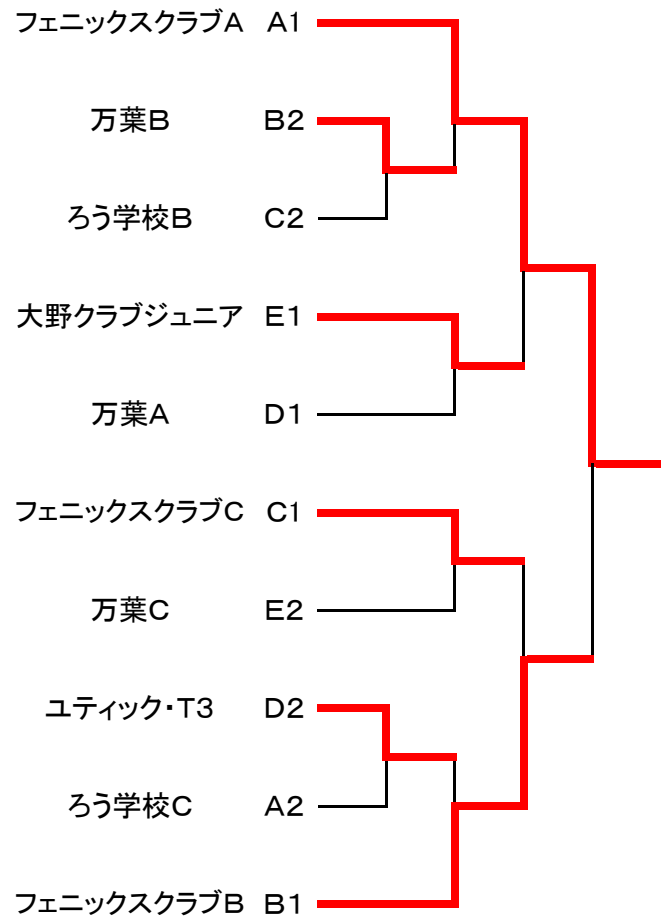 フェニックスクラブA A1
万葉B B2
ろう学校B C2
大野クラブジュニア E1
万葉A D1
フェニックスクラブC C1
万葉C E2
ユティック・T3 D2
ろう学校C A2
フェニックスクラブB B1